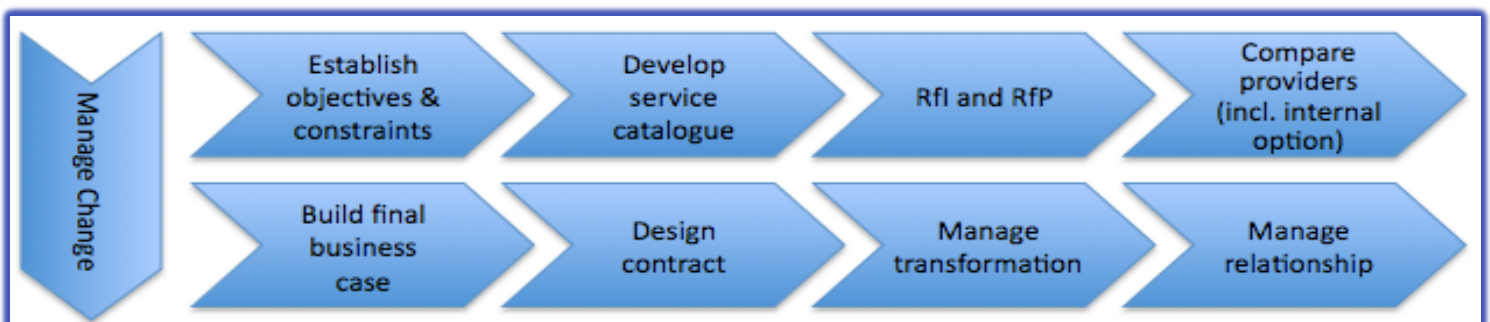 Manage Change
Establish
objectives &
constraints
Develop
service
catalogue
RfI and RfP
Compare
providers
(incl. internal
option)
Build final
business
case
Design
contract
Manage
transformation
Manage
relationship